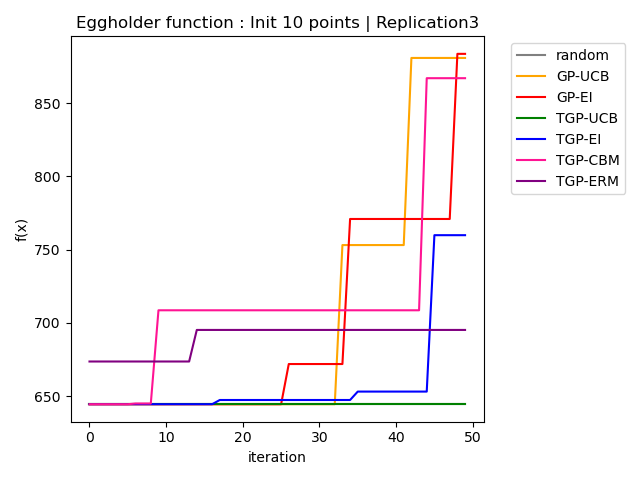 Eggholder function : Init 10 points | Replication3
random
GP-UCB
GP-EI
TGP-UCB
TGP-EI
TGP-CBM
TGP-ERM
f(x)
850
800
750
700
650
0 10 20 30 40 50
iteration